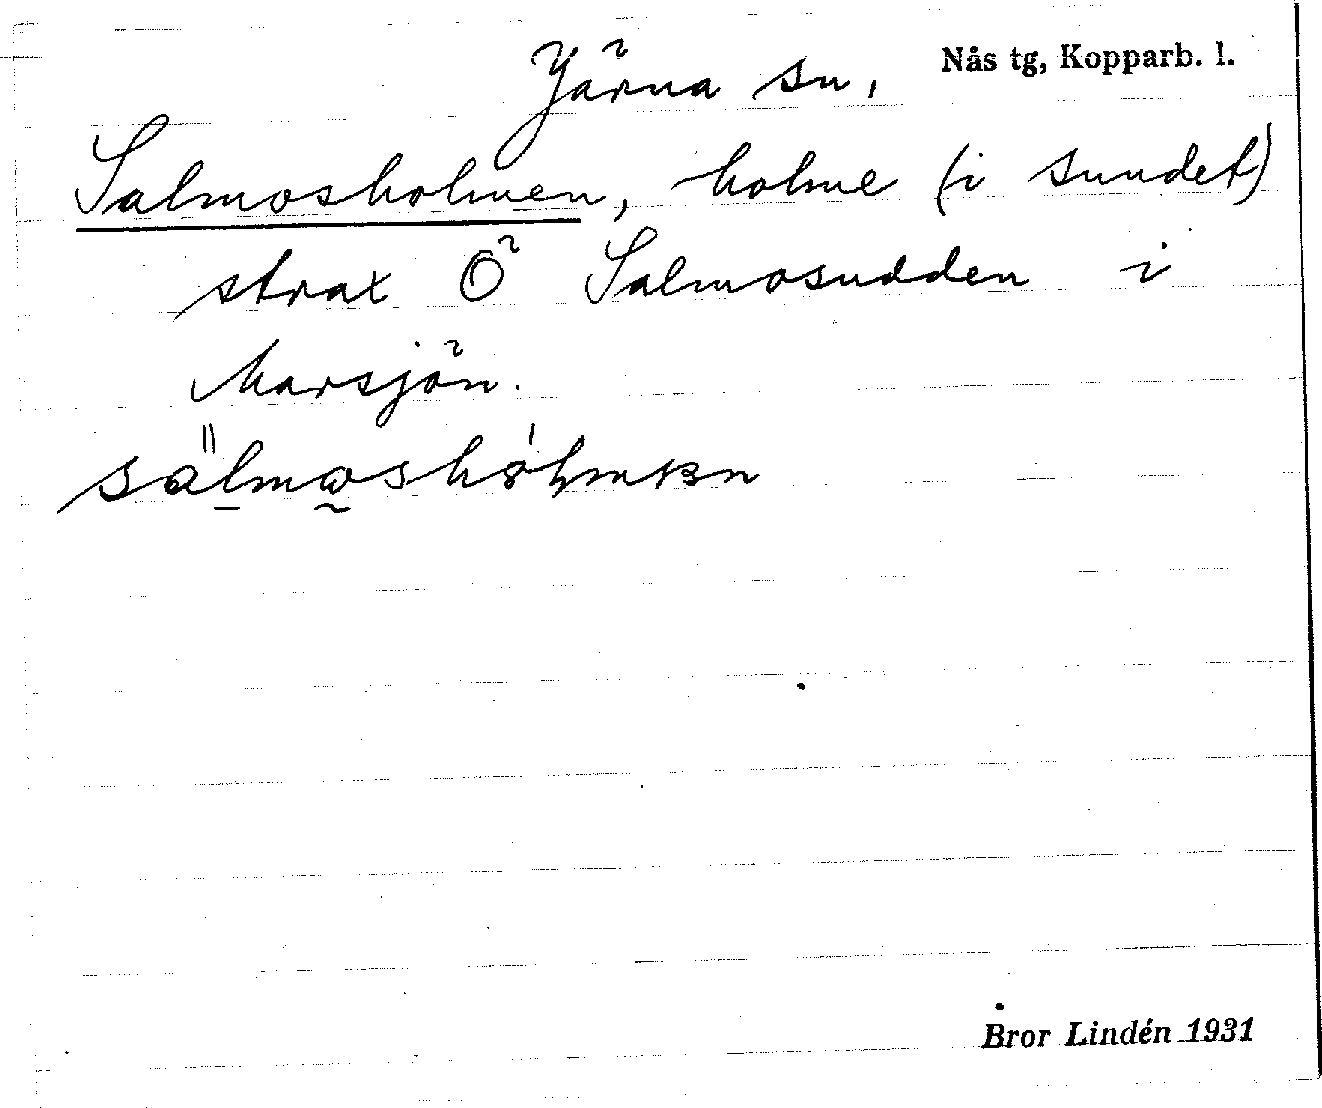 Järna sn, Nås tg, Kopparb. l.
Salmosholmen, holme (i sundet)
strax Ö Salmosudden i
Marsjön.
Bror Lindén 1931